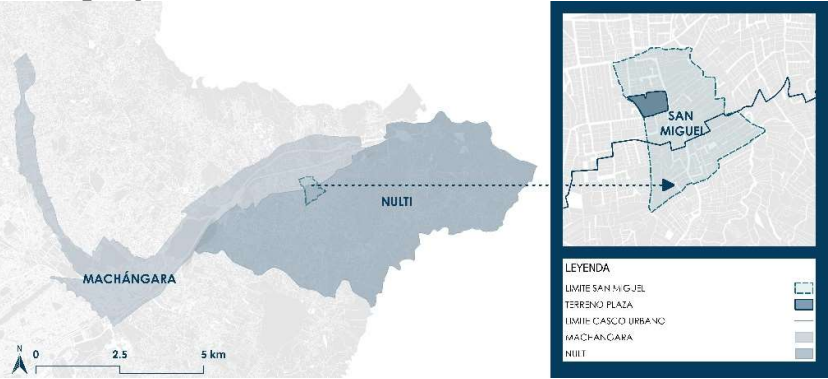 MACHÁNGARA
NULTI
N
0 2.5 5 km
SAN
MIGUEL
LEYENDA
LIMITE SAN MIGUEL
TERRENO PLAZA
LIMITE CASCO URBANO
MACHANGARA
NULTI